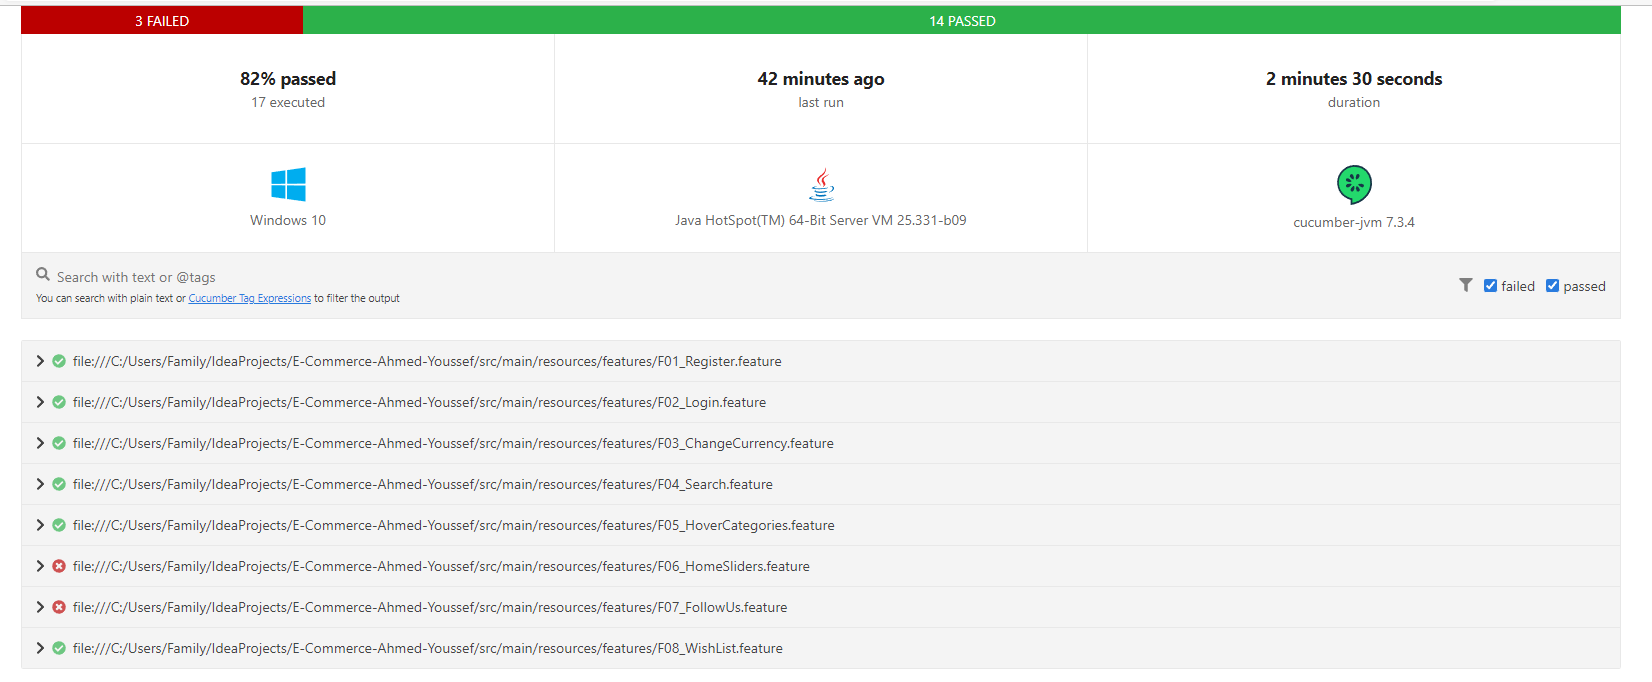 3 FAILED
14 PASSED
82% passed
17 executed
42 minutes ago
last run
2 minutes 30 seconds
duration
Windows 10
Java HotSpot(TM) 64-Bit Server VM 25.331-b09
cucumber-jvm 7.3.4
Search with text or @tags
You can search with plain text or Cucumber Tag Expressions to filter the output
failed
passed
file:///C:/Users/Family/IdeaProjects/E-Commerce-Ahmed-Youssef/src/main/resources/features/F01_Register.feature
file:///C:/Users/Family/IdeaProjects/E-Commerce-Ahmed-Youssef/src/main/resources/features/F02_Login.feature
file:///C:/Users/Family/IdeaProjects/E-Commerce-Ahmed-Youssef/src/main/resources/features/F03_ChangeCurrency.feature
file:///C:/Users/Family/IdeaProjects/E-Commerce-Ahmed-Youssef/src/main/resources/features/F04_Search.feature
file:///C:/Users/Family/IdeaProjects/E-Commerce-Ahmed-Youssef/src/main/resources/features/F05_HoverCategories.feature
file:///C:/Users/Family/IdeaProjects/E-Commerce-Ahmed-Youssef/src/main/resources/features/F06_HomeSliders.feature
file:///C:/Users/Family/IdeaProjects/E-Commerce-Ahmed-Youssef/src/main/resources/features/F07_FollowUs.feature
file:///C:/Users/Family/IdeaProjects/E-Commerce-Ahmed-Youssef/src/main/resources/features/F08_WishList.feature